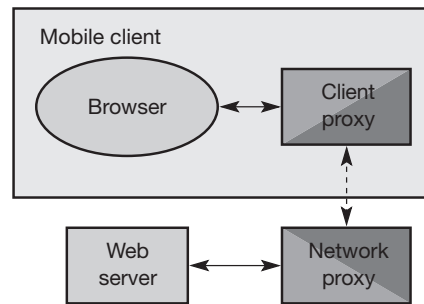 Mobile client
Browser
Client
proxy
Web
server
Network
proxy